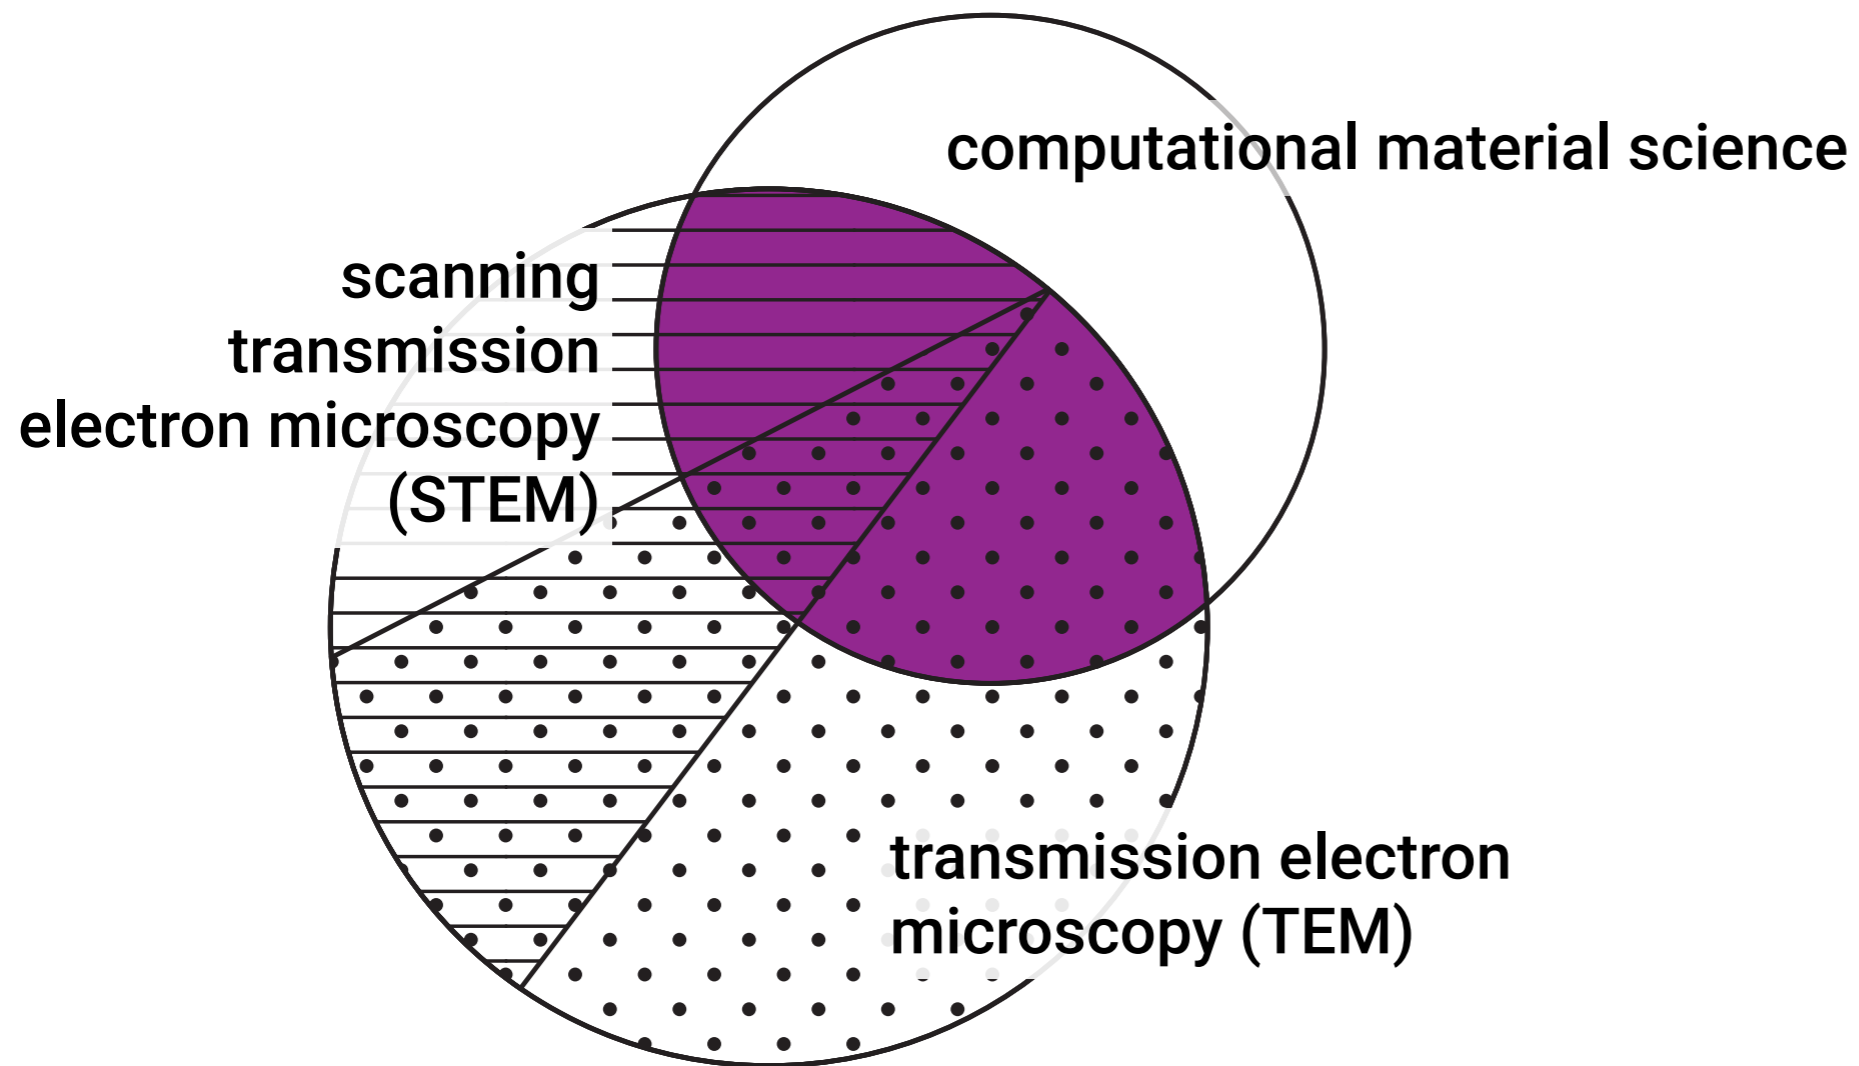 computational material science
scanning
transmission
electron microscopy
(STEM)
transmission electron
microscopy (TEM)